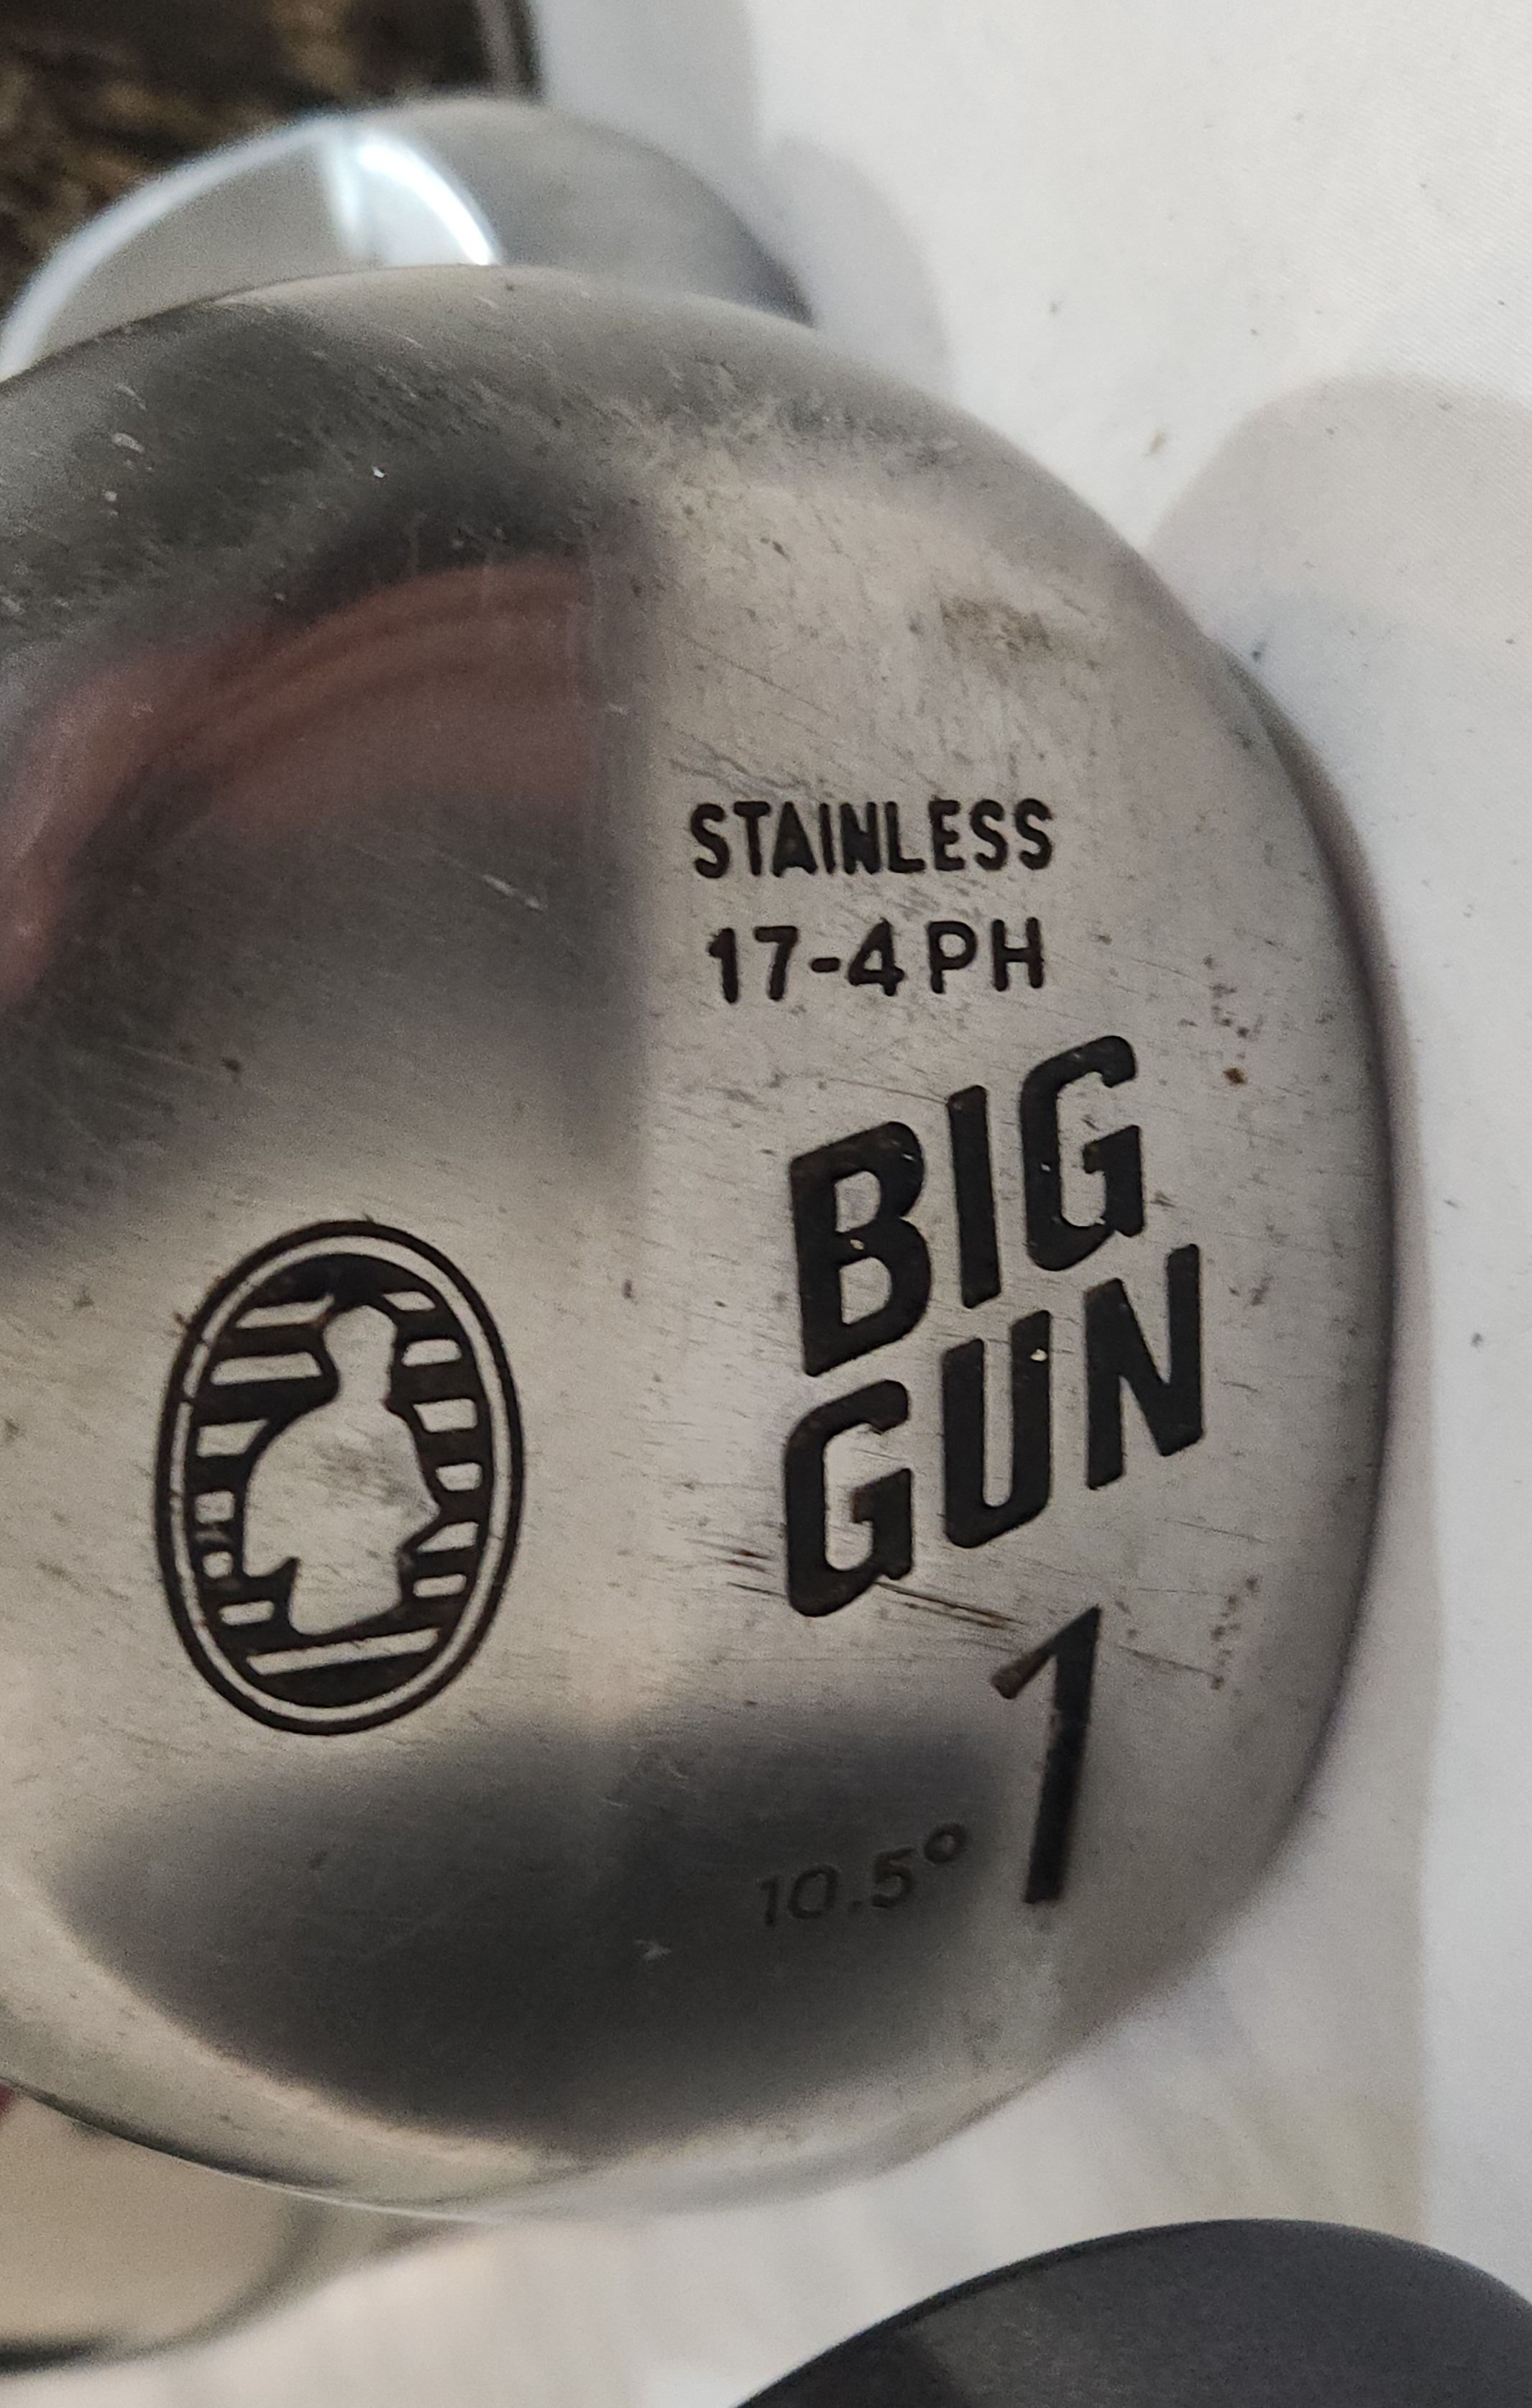 STAINLESS
17-4 PH
BIG
GUN
1
10.5°